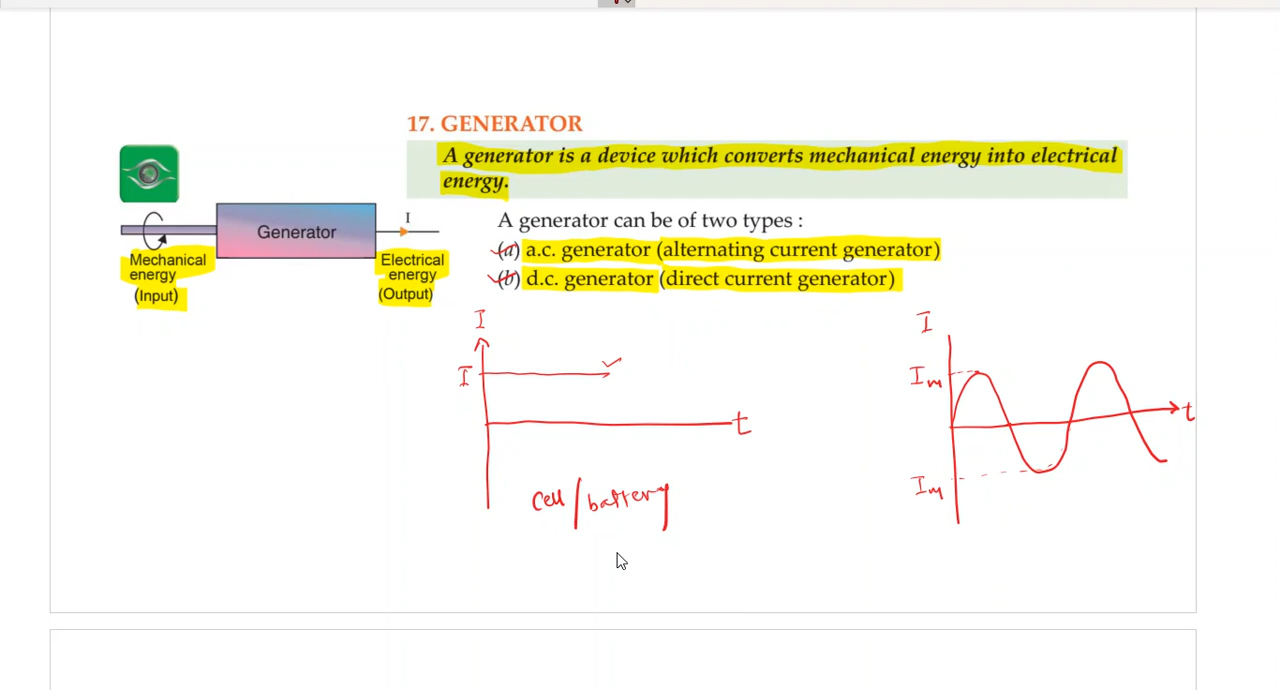 17. GENERATOR
A generator is a device which converts mechanical energy into electrical
energy.
I
Generator
Mechanical
energy
(Input)
Electrical
energy
(Output)
A generator can be of two types :
(a) a.c. generator (alternating current generator)
(b) d.c. generator (direct current generator)
I
I
t
cell/battery
I
Im
t
Im